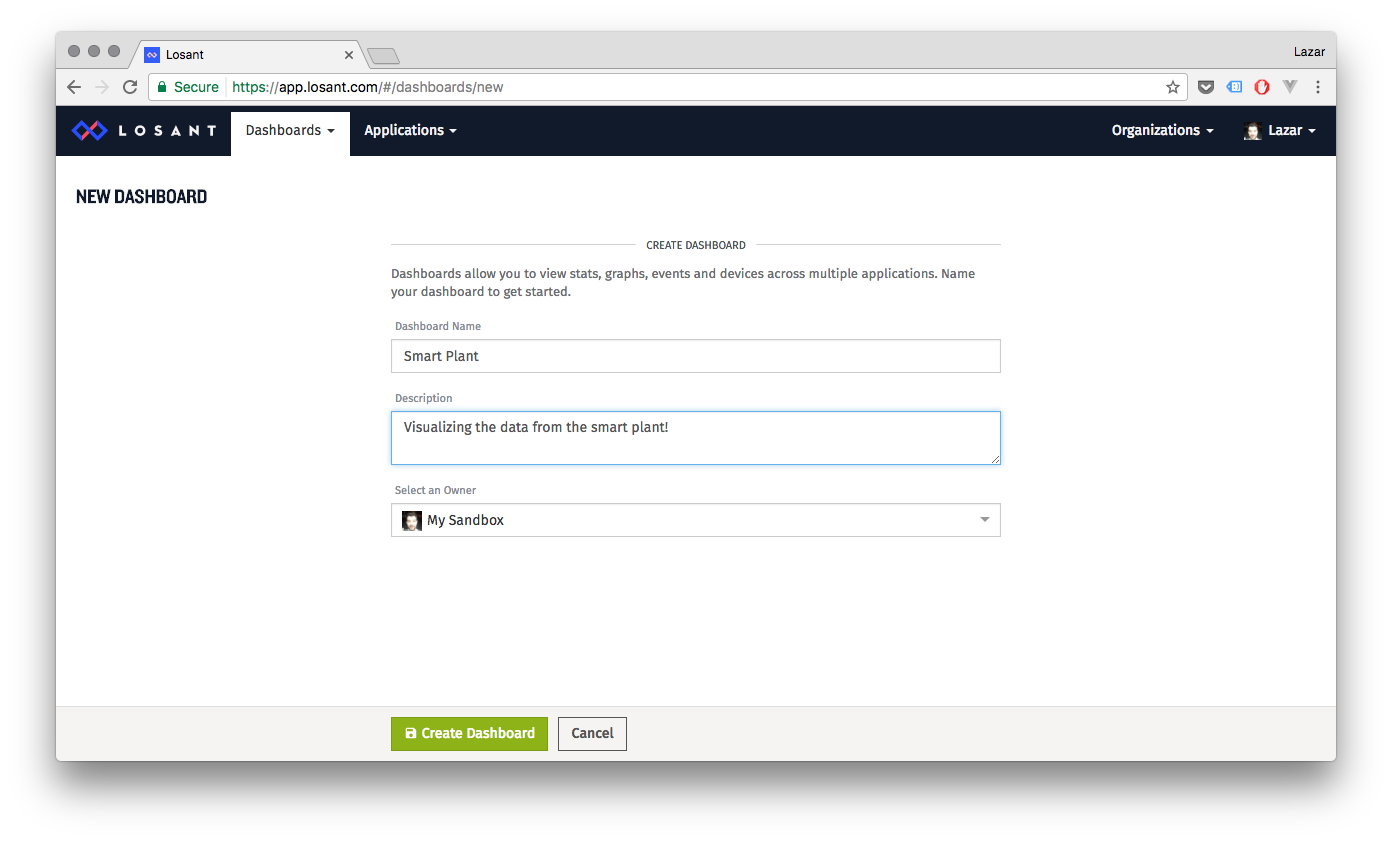 Losant
Lazar
Secure https://app.losant.com/#/dashboards/new
LOSANT Dashboards Applications Organizations Lazar
NEW DASHBOARD
CREATE DASHBOARD
Dashboards allow you to view stats, graphs, events and devices across multiple applications. Name
your dashboard to get started.
Dashboard Name
Smart Plant
Description
Visualizing the data from the smart plant!
Select an Owner
My Sandbox
Create Dashboard Cancel